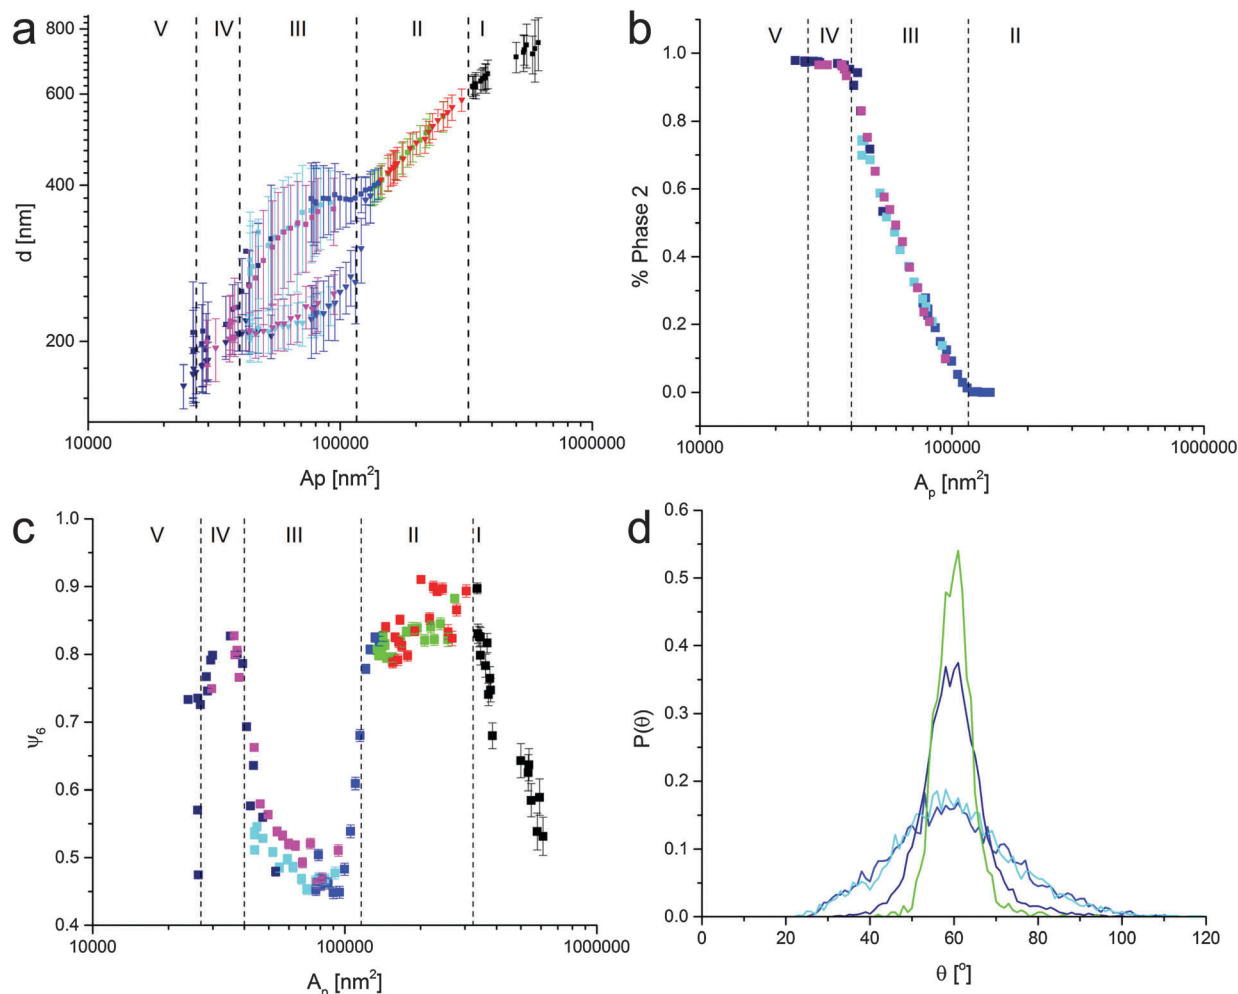 a
V IV III II I
800
600
400
200
d [nm]
10000 100000 1000000
Ap [nm²]
b
V IV III II
1.0
0.8
0.6
0.4
0.2
0.0
% Phase 2
10000 100000 1000000
Aₚ [nm²]
c
V IV III II I
1.0
0.9
0.8
0.7
0.6
0.5
0.4
Ψ₆
10000 100000 1000000
Aₚ [nm²]
d
0.6
0.5
0.4
0.3
0.2
0.1
0.0
P(θ)
0 20 40 60 80 100 120
θ [°]